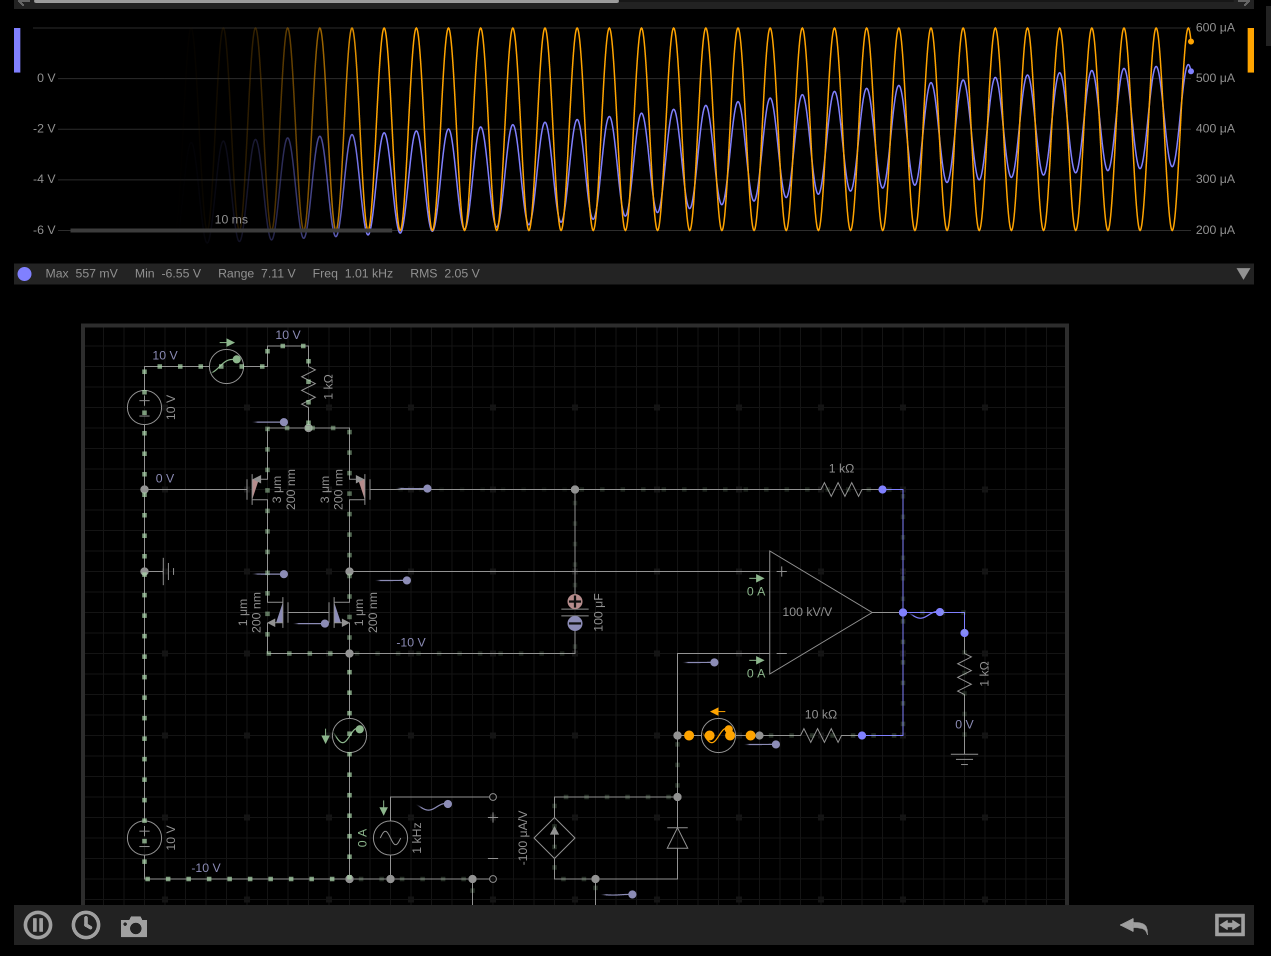 600 µA
0 V
500 µA
-2 V
400 µA
-4 V
300 µA
10 ms
-6 V
200 µA
Max 557 mV Min -6.55 V Range 7.11 V Freq 1.01 kHz RMS 2.05 V
10 V
10 V
10 V
1 kΩ
0 V
3 µm
200 nm
3 µm
200 nm
1 kΩ
0 A
1 µm
200 nm
1 µm
200 nm
100 µF
100 kV/V
-10 V
0 A
1 kΩ
10 kΩ
0 V
10 V
0 A
1 kHz
-100 µA/V
-10 V